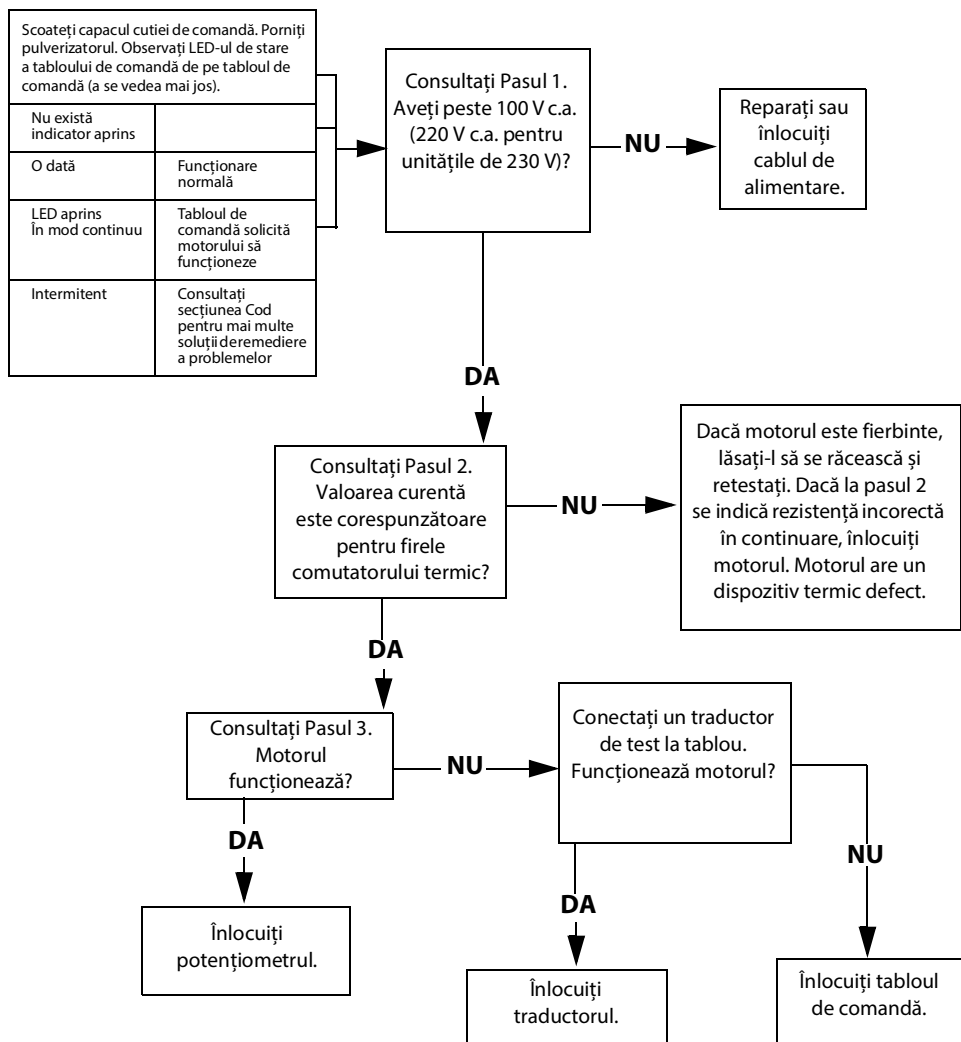 Scoateți capacul cutiei de comandă. Porniți
pulverizatorul. Observați LED-ul de stare
a tabloului de comandă de pe tabloul de
comandă (a se vedea mai jos).
Nu există
indicator aprins
O dată
Funcționare
normală
LED aprins
În mod continuu
Tabloul de
comandă solicită
motorului să
funcționeze
Intermitent
Consultați
secțiunea Cod
pentru mai multe
soluții deremediere
a problemelor
Consultați Pasul 1.
Aveți peste 100 V c.a.
(220 V c.a. pentru
unitățile de 230 V)?
NU
Reparați sau
înlocuiți
cablul de
alimentare.
DA
Consultați Pasul 2.
Valoarea curentă
este corespunzătoare
pentru firele
comutatorului termic?
NU
Dacă motorul este fierbinte,
lăsați-l să se răcească și
retestați. Dacă la pasul 2
se indică rezistență incorectă
în continuare, înlocuiți
motorul. Motorul are un
dispozitiv termic defect.
DA
Consultați Pasul 3.
Motorul
funcționează?
NU
Conectați un traductor
de test la tablou.
Funcționează motorul?
DA
Înlocuiți
potențiometrul.
DA
Înlocuiți
traductorul.
NU
Înlocuiți tabloul
de comandă.